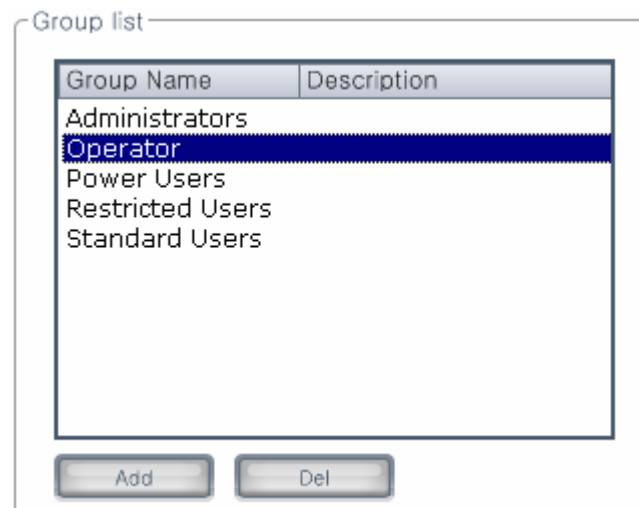 Group list
Group Name Description
Administrators
Operator
Power Users
Restricted Users
Standard Users
Add Del